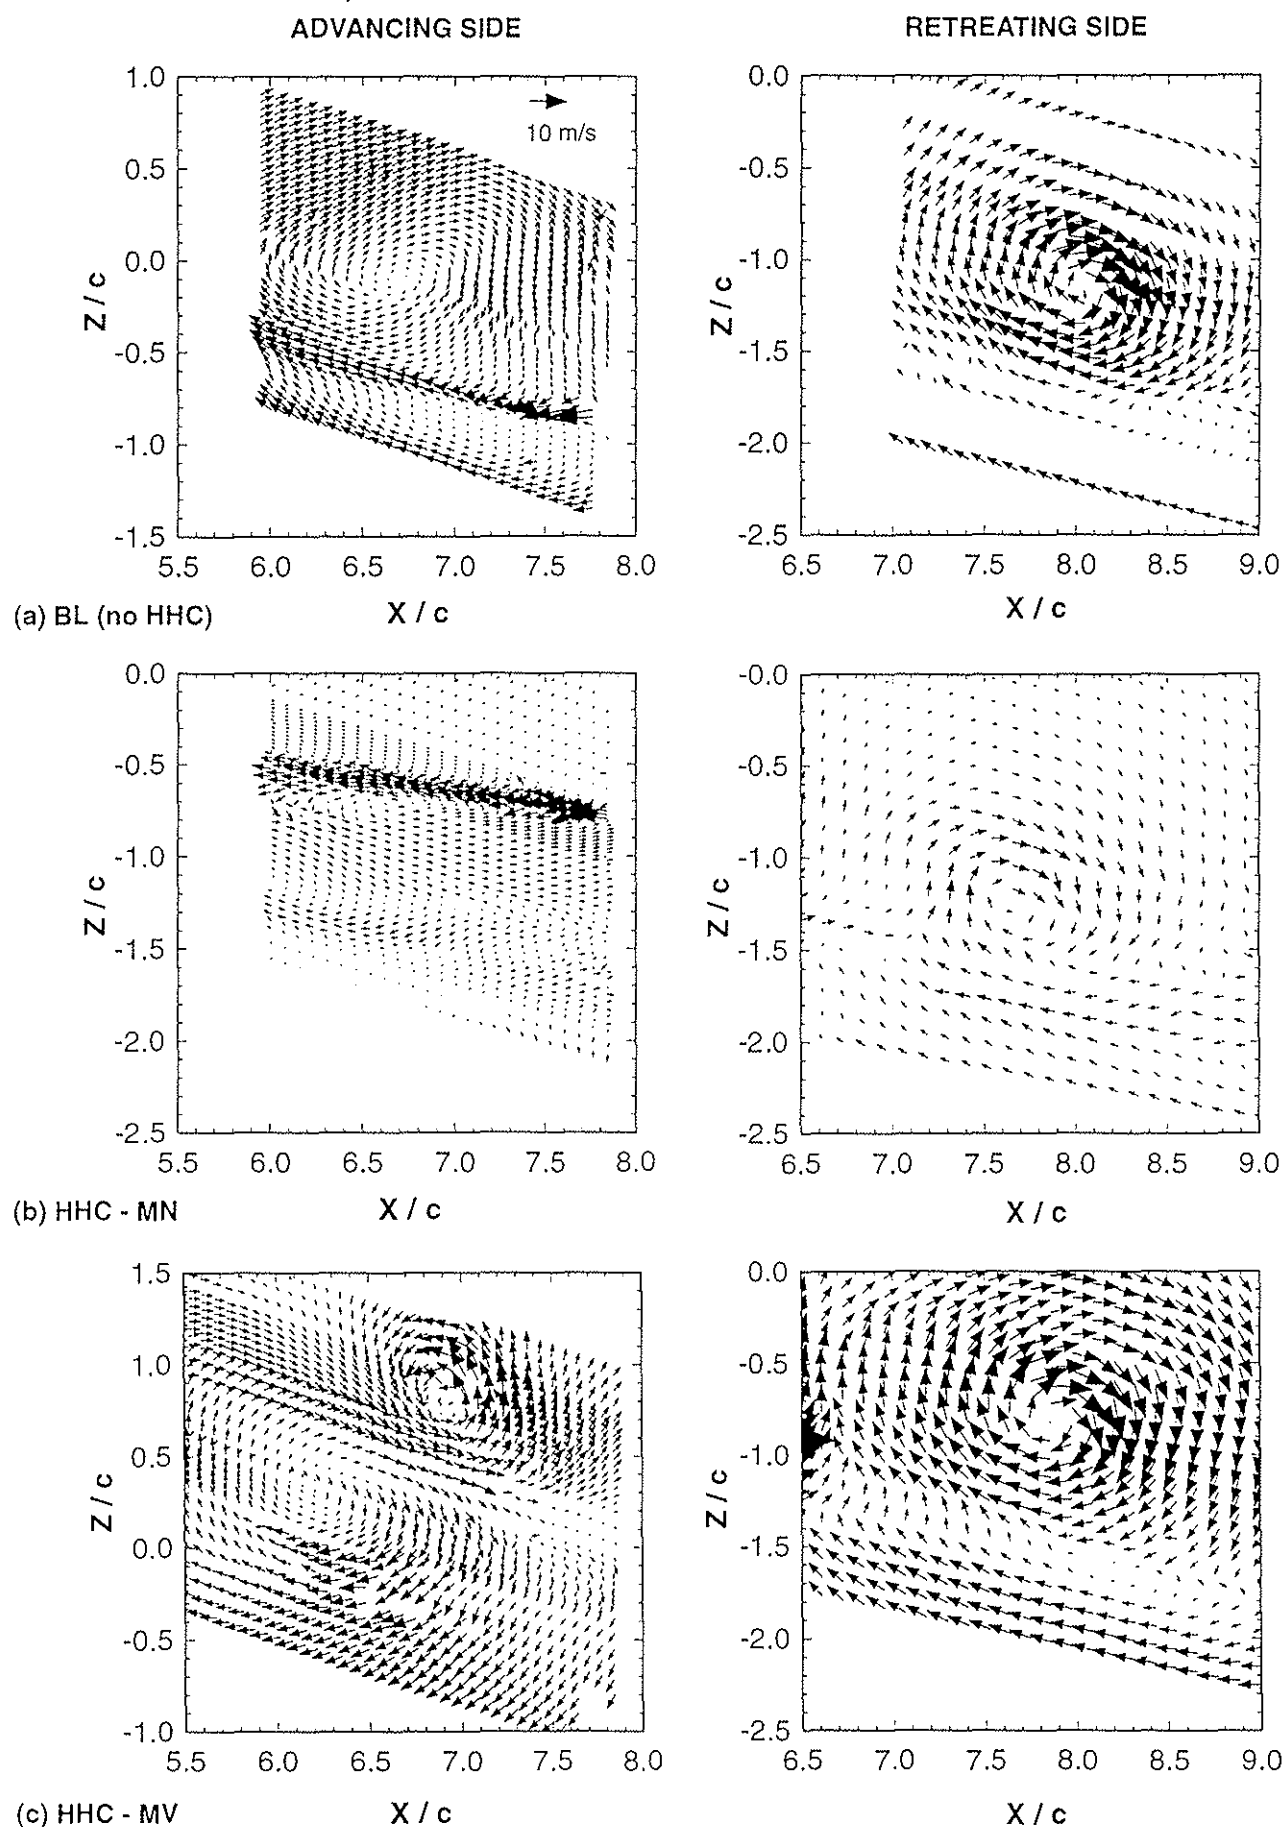 ADVANCING SIDE
RETREATING SIDE
1.0
0.5
0.0
-0.5
-1.0
-1.5
Z / c
10 m/s
5.5 6.0 6.5 7.0 7.5 8.0
X / c
0.0
-0.5
-1.0
-1.5
-2.0
-2.5
Z / c
6.5 7.0 7.5 8.0 8.5 9.0
X / c
(a) BL (no HHC)
0.0
-0.5
-1.0
-1.5
-2.0
-2.5
Z / c
5.5 6.0 6.5 7.0 7.5 8.0
X / c
-0.0
-0.5
-1.0
-1.5
-2.0
-2.5
Z / c
6.5 7.0 7.5 8.0 8.5 9.0
X / c
(b) HHC - MN
1.5
1.0
0.5
0.0
-0.5
-1.0
Z / c
5.5 6.0 6.5 7.0 7.5 8.0
X / c
0.0
-0.5
-1.0
-1.5
-2.0
-2.5
Z / c
6.5 7.0 7.5 8.0 8.5 9.0
X / c
(c) HHC - MV